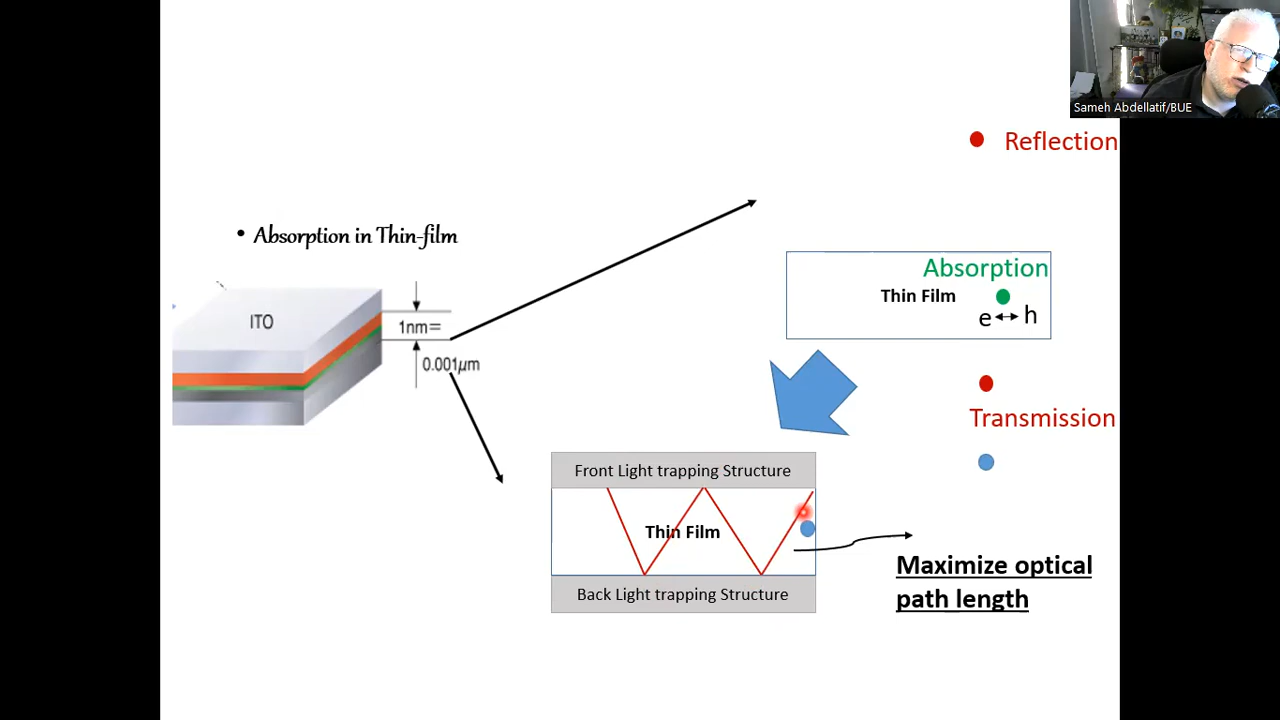 Sameh Abdellatif/BUE
Reflection
• Absorption in Thin-film
Absorption
Thin Film
e h
ITO
1nm=
0.001µm
Transmission
Front Light trapping Structure
Thin Film
Back Light trapping Structure
Maximize optical
path length